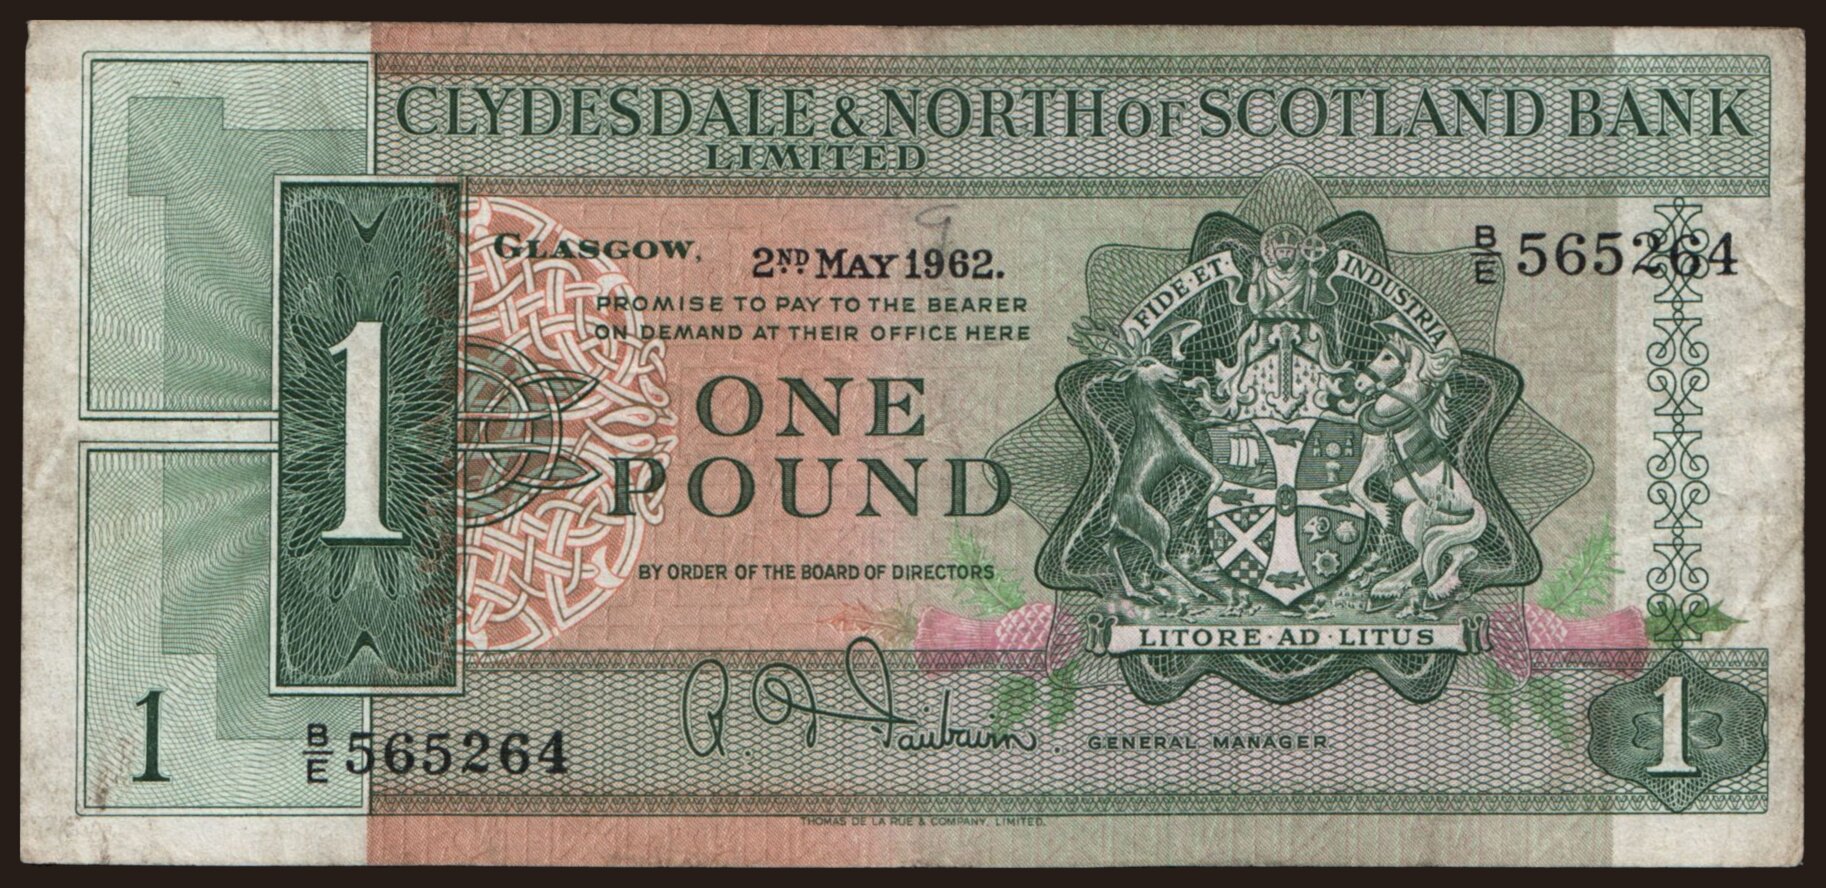 CLYDESDALE & NORTH OF SCOTLAND BANK
LIMITED
GLASGOW, 2ND MAY 1962.
B/E 565264
PROMISE TO PAY TO THE BEARER
ON DEMAND AT THEIR OFFICE HERE
ONE
POUND
1
FIDE·ET· INDUSTRIA
BY ORDER OF THE BOARD OF DIRECTORS
LITORE·AD·LITUS
1
B/E 565264
R. D. Fairbairn. GENERAL MANAGER.
1
THOMAS DE LA RUE & COMPANY, LIMITED.